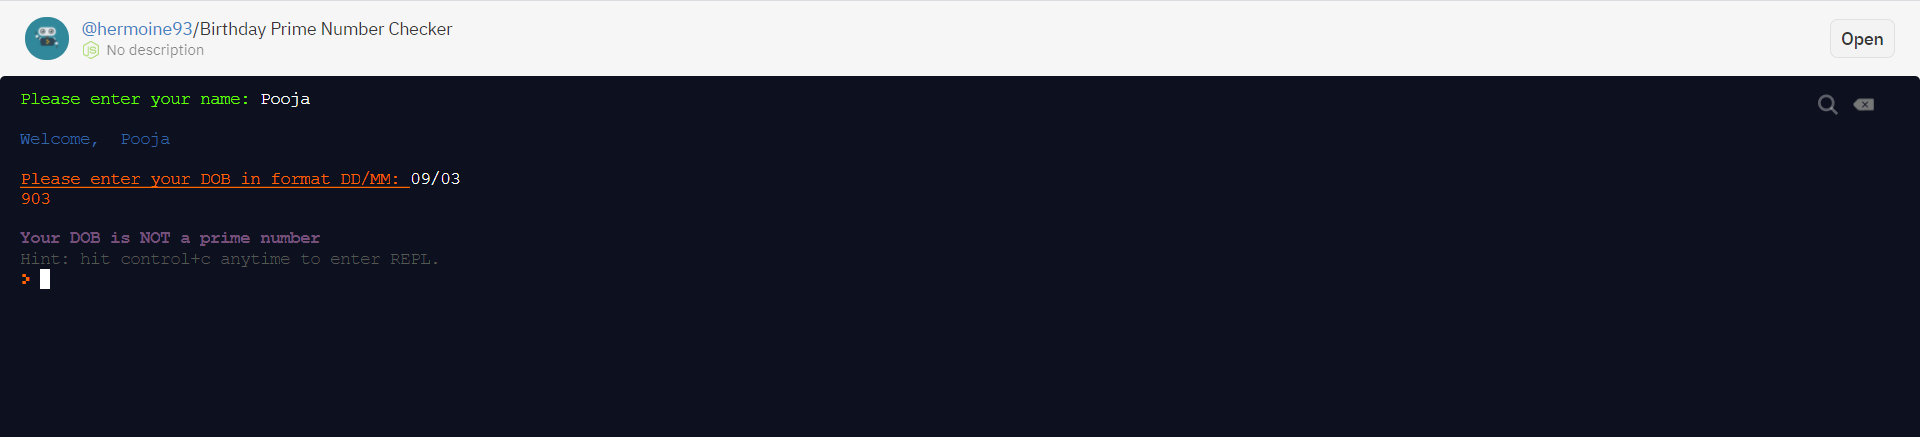 @hermoine93/Birthday Prime Number Checker
JS No description
Open
Please enter your name: Pooja
Welcome,  Pooja
Please enter your DOB in format DD/MM: 09/03
903
Your DOB is NOT a prime number
Hint: hit control+c anytime to enter REPL.
>